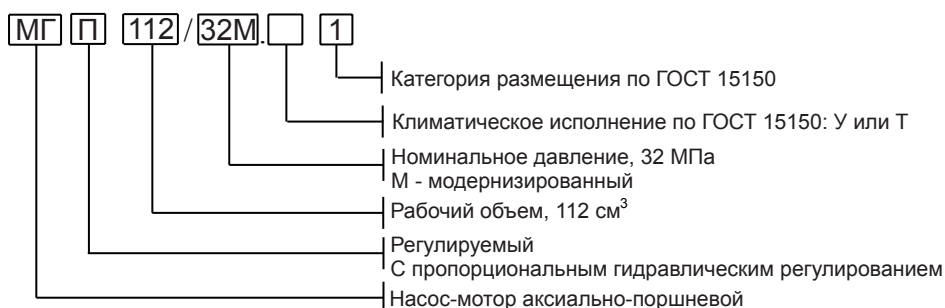 МГ П 112/32М. 1
Категория размещения по ГОСТ 15150
Климатическое исполнение по ГОСТ 15150: У или Т
Номинальное давление, 32 МПа
М - модернизированный
Рабочий объем, 112 см³
Регулируемый
С пропорциональным гидравлическим регулированием
Насос-мотор аксиально-поршневой